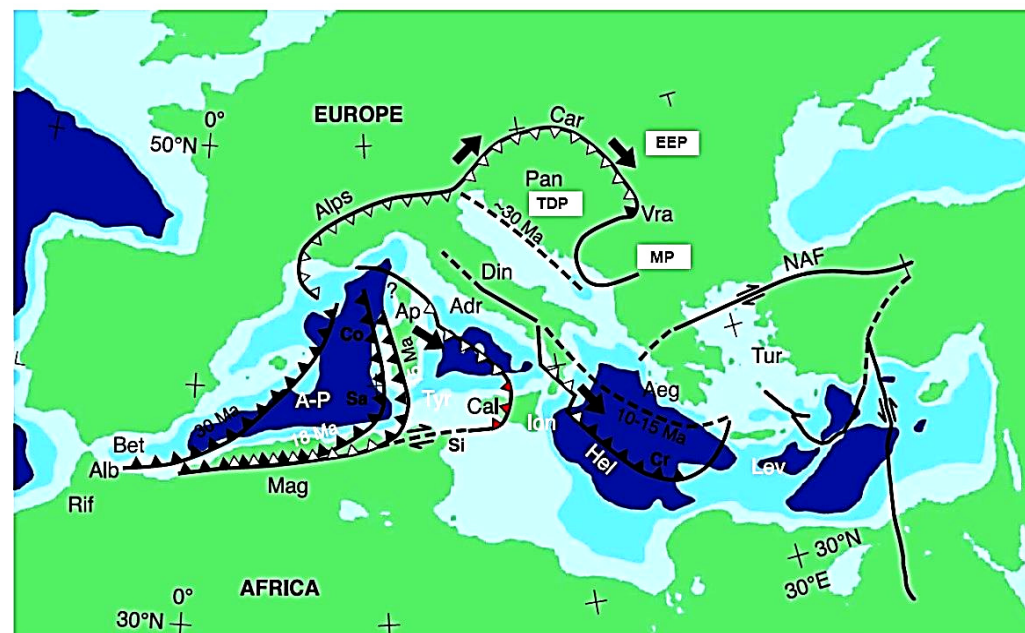 0°
50°N
EUROPE
Car
EEP
Pan
TDP
Alps
~30 Ma
Vra
MP
Din
NAF
?
Ap
Adr
Co
5 Ma
Tur
Aeg
A-P
Sa
Tyr
Cal
Ion
10-15 Ma
30 Ma
18 Ma
Bet
Si
Hel
Cr
Lev
Alb
Mag
Rif
30°N
30°E
AFRICA
0°
30°N